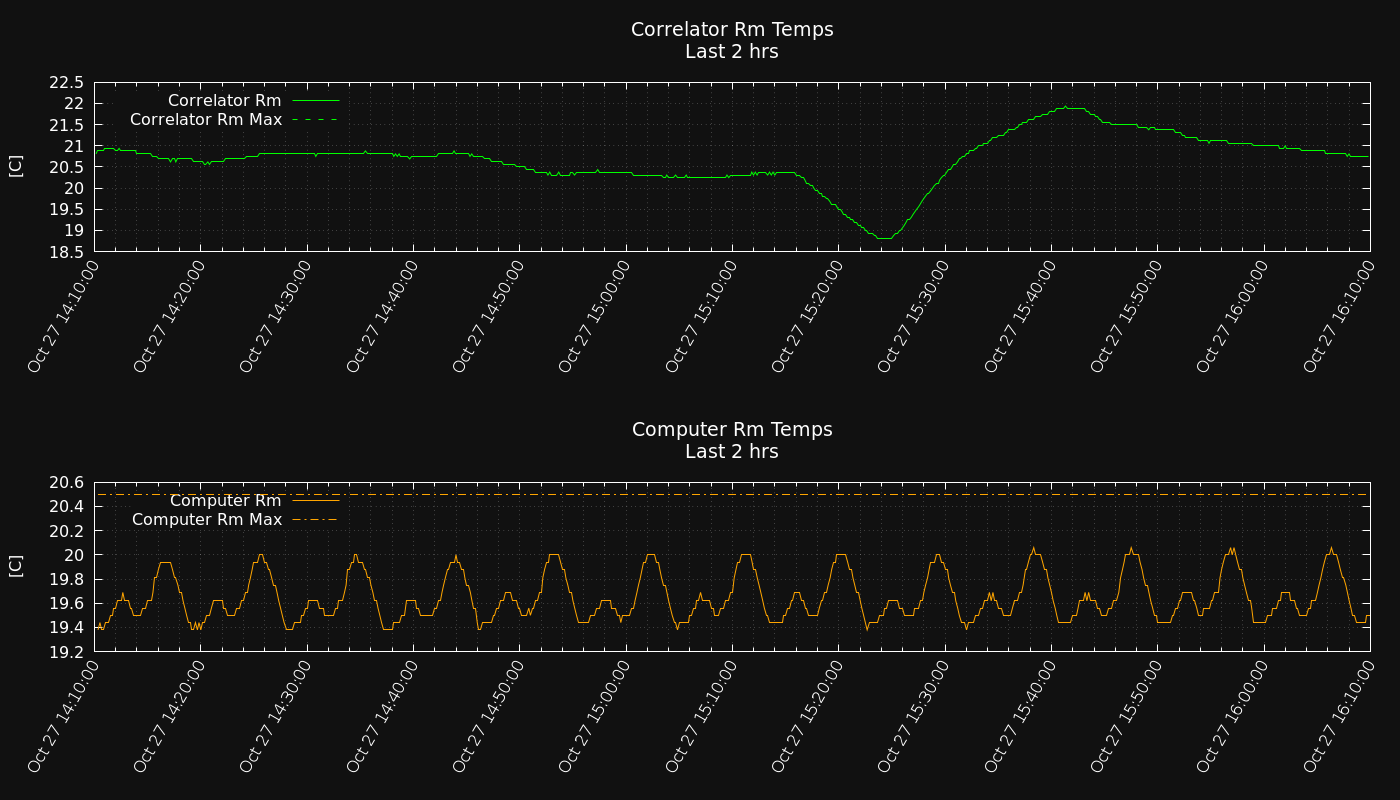 Correlator Rm Temps
Last 2 hrs
[C]
22.5
22
21.5
21
20.5
20
19.5
19
18.5
Correlator Rm
Correlator Rm Max
Oct 27 14:10:00
Oct 27 14:20:00
Oct 27 14:30:00
Oct 27 14:40:00
Oct 27 14:50:00
Oct 27 15:00:00
Oct 27 15:10:00
Oct 27 15:20:00
Oct 27 15:30:00
Oct 27 15:40:00
Oct 27 15:50:00
Oct 27 16:00:00
Oct 27 16:10:00
Computer Rm Temps
Last 2 hrs
[C]
20.6
20.4
20.2
20
19.8
19.6
19.4
19.2
Computer Rm
Computer Rm Max
Oct 27 14:10:00
Oct 27 14:20:00
Oct 27 14:30:00
Oct 27 14:40:00
Oct 27 14:50:00
Oct 27 15:00:00
Oct 27 15:10:00
Oct 27 15:20:00
Oct 27 15:30:00
Oct 27 15:40:00
Oct 27 15:50:00
Oct 27 16:00:00
Oct 27 16:10:00